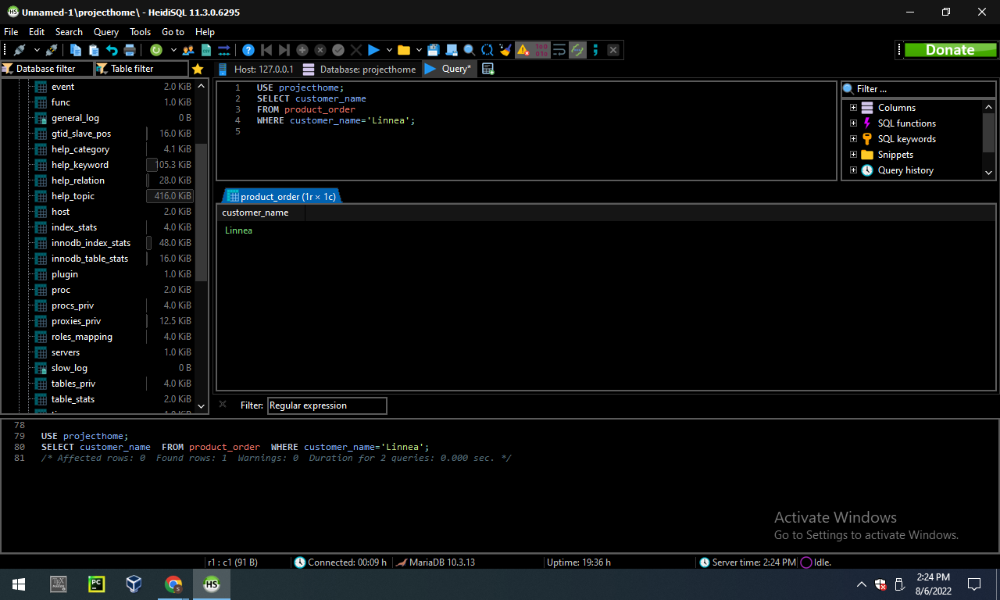 Unnamed-1\projecthome\ - HeidiSQL 11.3.0.6295
File Edit Search Query Tools Go to Help
Donate
Database filter Table filter Host: 127.0.0.1 Database: projecthome Query*
event 2.0 KiB
func 1.0 KiB
general_log 0 B
gtid_slave_pos 16.0 KiB
help_category 4.1 KiB
help_keyword 105.3 KiB
help_relation 28.0 KiB
help_topic 416.0 KiB
host 2.0 KiB
index_stats 4.0 KiB
innodb_index_stats 48.0 KiB
innodb_table_stats 16.0 KiB
plugin 1.0 KiB
proc 2.0 KiB
procs_priv 4.0 KiB
proxies_priv 12.5 KiB
roles_mapping 4.0 KiB
servers 1.0 KiB
slow_log 0 B
tables_priv 4.0 KiB
table_stats 2.0 KiB
1 USE projecthome;
2 SELECT customer_name
3 FROM product_order
4 WHERE customer_name='Linnea';
5
Filter ...
Columns
SQL functions
SQL keywords
Snippets
Query history
product_order (1r × 1c)
customer_name
Linnea
Filter: Regular expression
78
79 USE projecthome;
80 SELECT customer_name  FROM product_order  WHERE customer_name='Linnea';
81 /* Affected rows: 0  Found rows: 1  Warnings: 0  Duration for 2 queries: 0.000 sec. */
Activate Windows
Go to Settings to activate Windows.
r1 : c1 (91 B) Connected: 00:09 h MariaDB 10.3.13 Uptime: 19:36 h Server time: 2:24 PM Idle.
HS
PC
S
2:24 PM
8/6/2022